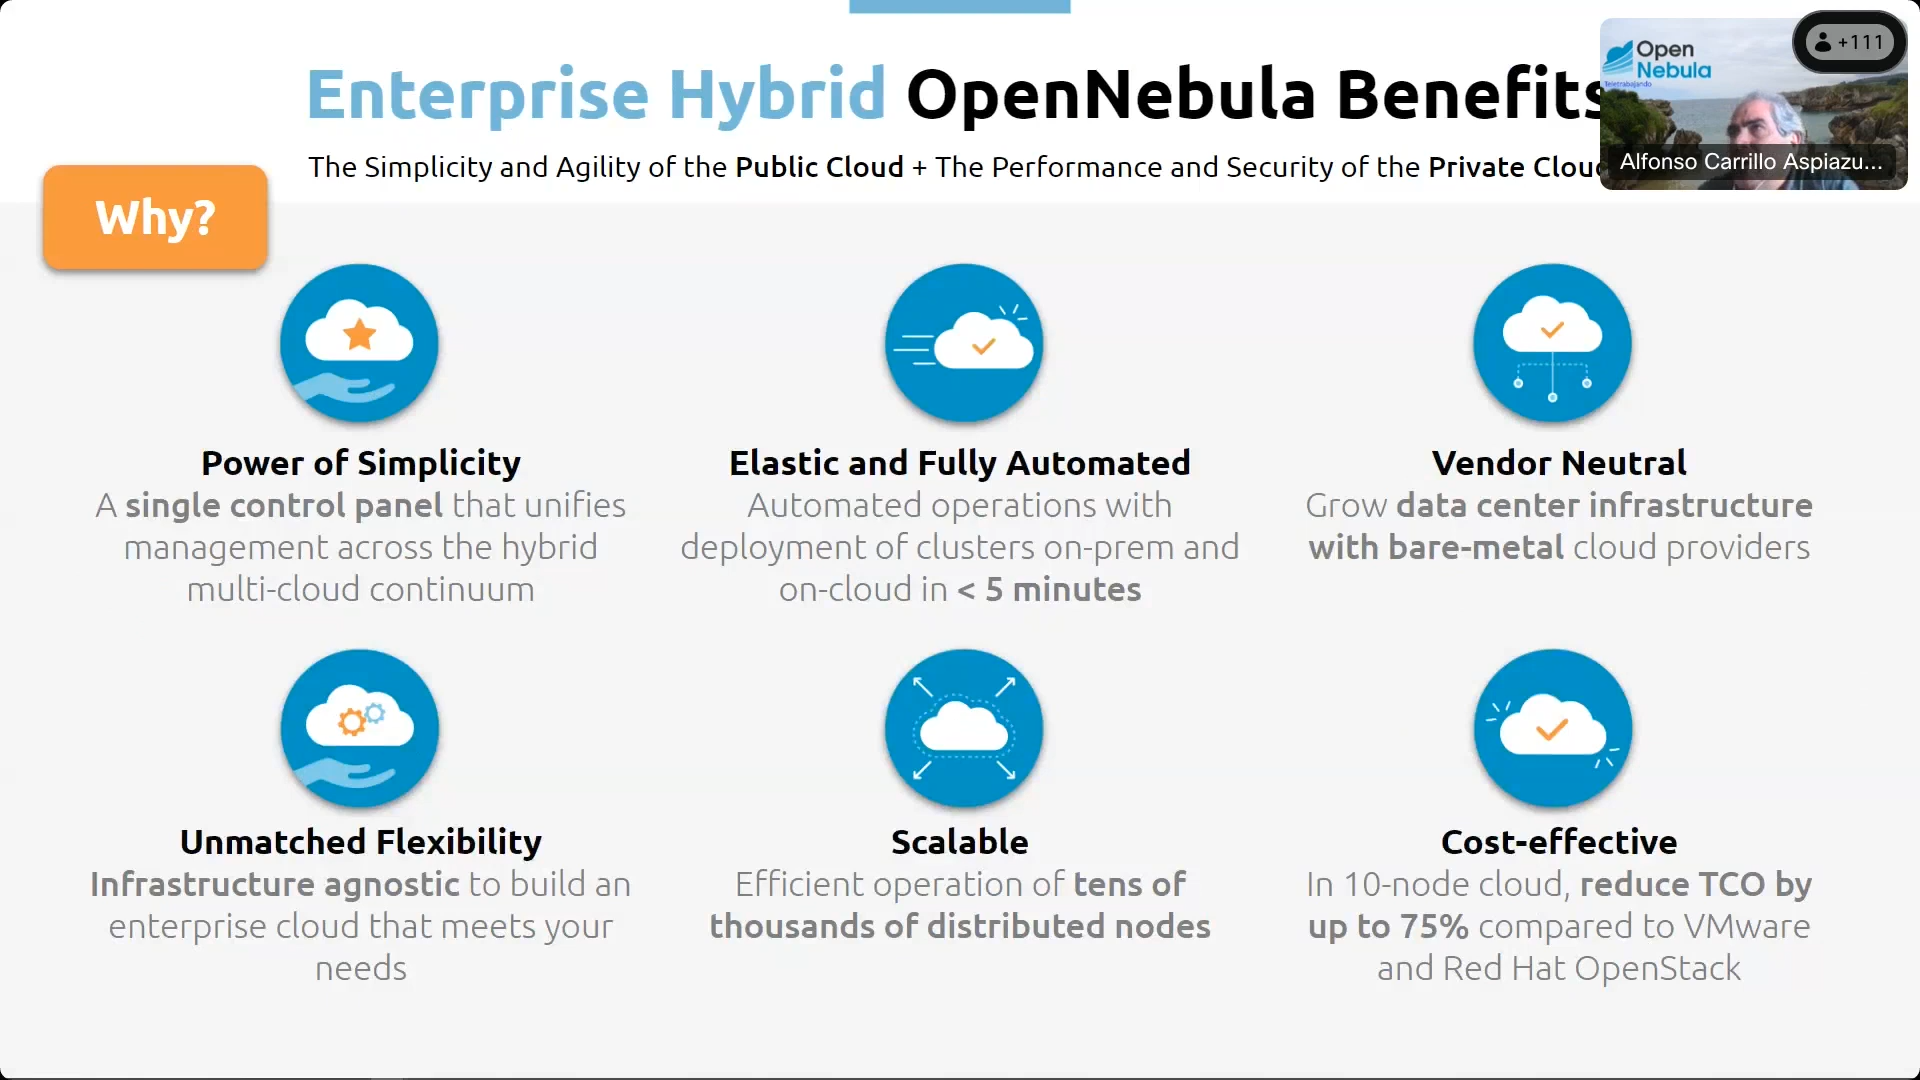 Enterprise Hybrid OpenNebula Benefits
The Simplicity and Agility of the Public Cloud + The Performance and Security of the Private
Why?
Open
Nebula
Teletrabajando
+111
Alfonso Carrillo Aspiazu...
Power of Simplicity
A single control panel that unifies
management across the hybrid
multi-cloud continuum
Elastic and Fully Automated
Automated operations with
deployment of clusters on-prem and
on-cloud in < 5 minutes
Vendor Neutral
Grow data center infrastructure
with bare-metal cloud providers
Unmatched Flexibility
Infrastructure agnostic to build an
enterprise cloud that meets your
needs
Scalable
Efficient operation of tens of
thousands of distributed nodes
Cost-effective
In 10-node cloud, reduce TCO by
up to 75% compared to VMware
and Red Hat OpenStack